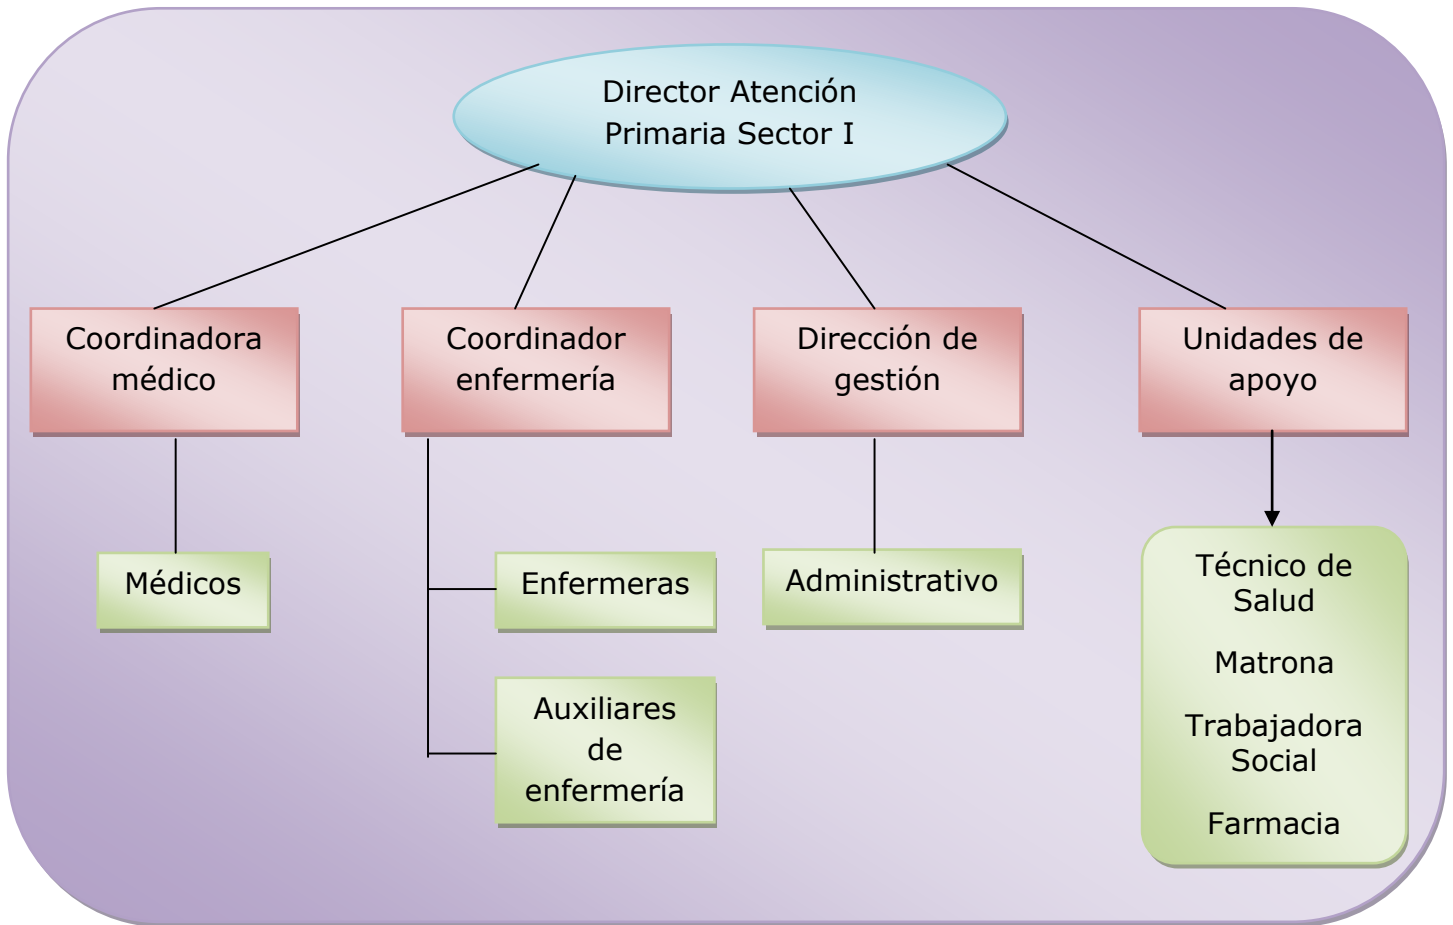 Director Atención
Primaria Sector I
Coordinadora
médico
Coordinador
enfermería
Dirección de
gestión
Unidades de
apoyo
Médicos
Enfermeras
Auxiliares
de
enfermería
Administrativo
Técnico de
Salud
Matrona
Trabajadora
Social
Farmacia